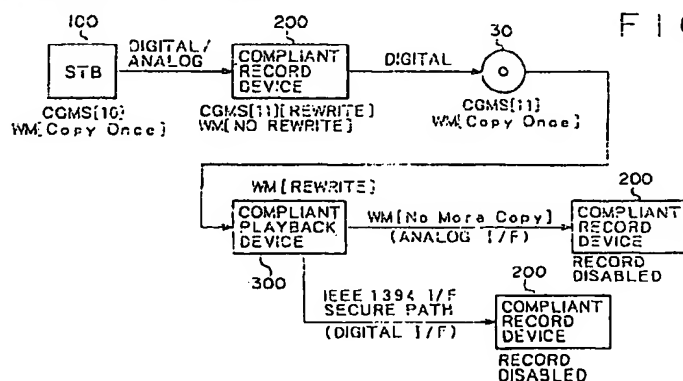 FIG
100
STB
CGMS[10]
WM[Copy Once]
DIGITAL/
ANALOG
200
COMPLIANT
RECORD
DEVICE
CGMS[11][REWRITE]
WM[NO REWRITE]
DIGITAL
30
CGMS[11]
WM[Copy Once]
WM[REWRITE]
COMPLIANT
PLAYBACK
DEVICE
300
WM[No More Copy]
(ANALOG I/F)
200
COMPLIANT
RECORD
DEVICE
RECORD
DISABLED
IEEE 1394 I/F
SECURE PATH
(DIGITAL I/F)
200
COMPLIANT
RECORD
DEVICE
RECORD
DISABLED